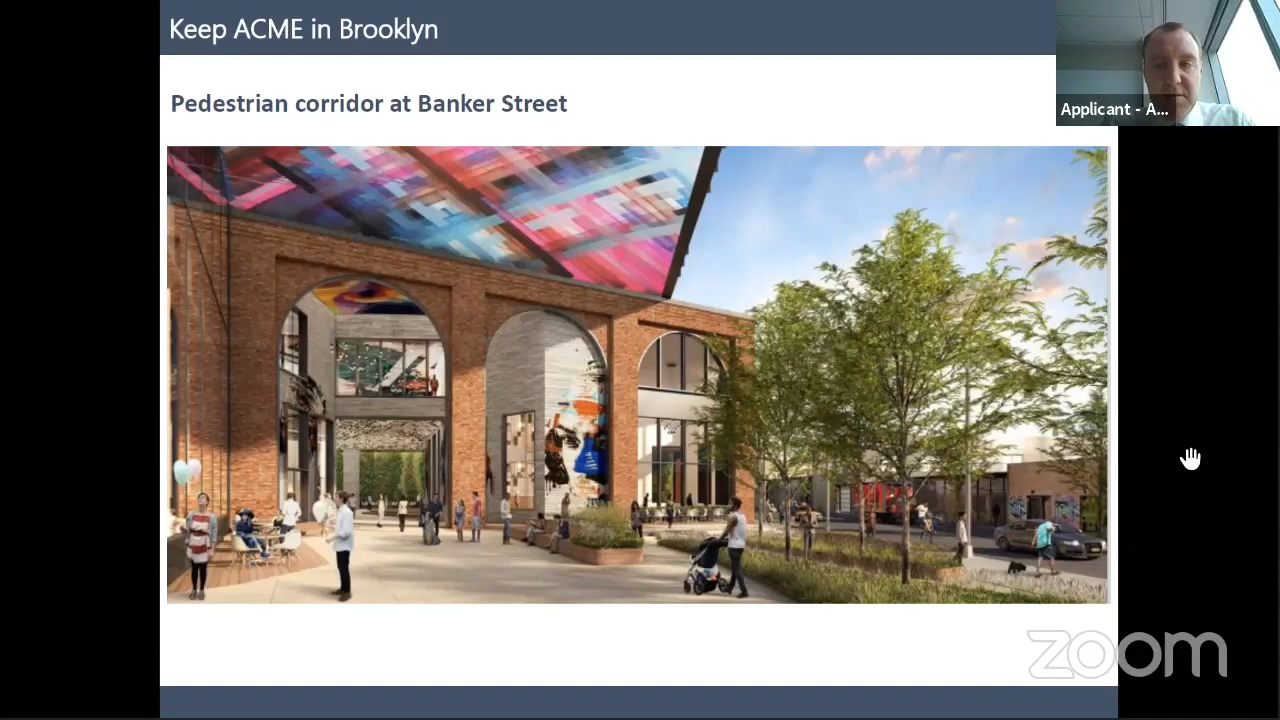 Keep ACME in Brooklyn
Applicant - A...
Pedestrian corridor at Banker Street
zoom